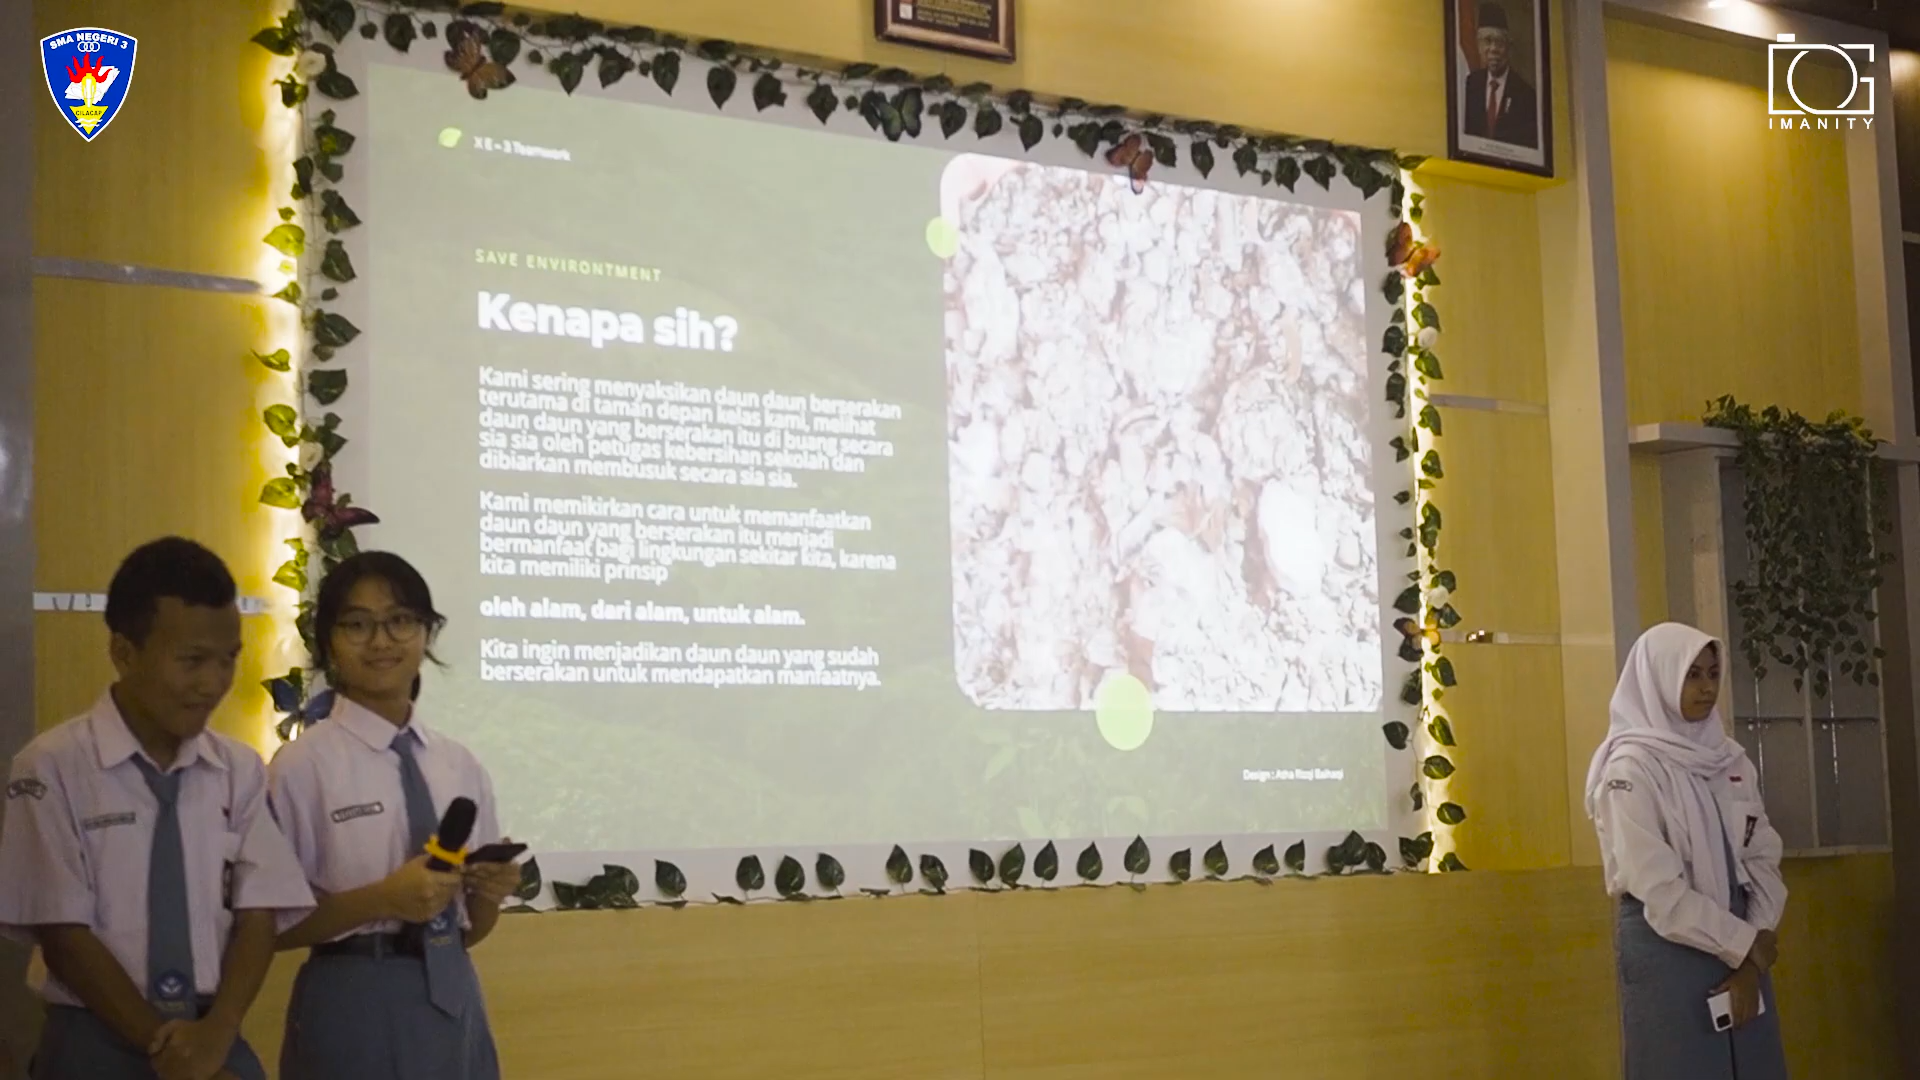 SMA NEGERI 3
CILACAP
IMANITY
X E - 3 Teamwork
SAVE ENVIRONTMENT
Kenapa sih?
Kami sering menyaksikan daun daun berserakan
terutama di taman depan kelas kami, melihat
daun daun yang berserakan itu di buang secara
sia sia oleh petugas kebersihan sekolah dan
dibiarkan membusuk secara sia sia.
Kami memikirkan cara untuk memanfaatkan
daun daun yang berserakan itu menjadi
bermanfaat bagi lingkungan sekitar kita, karena
kita memiliki prinsip
oleh alam, dari alam, untuk alam.
Kita ingin menjadikan daun daun yang sudah
berserakan untuk mendapatkan manfaatnya.
Design : Atha Rizqi Baihaqi